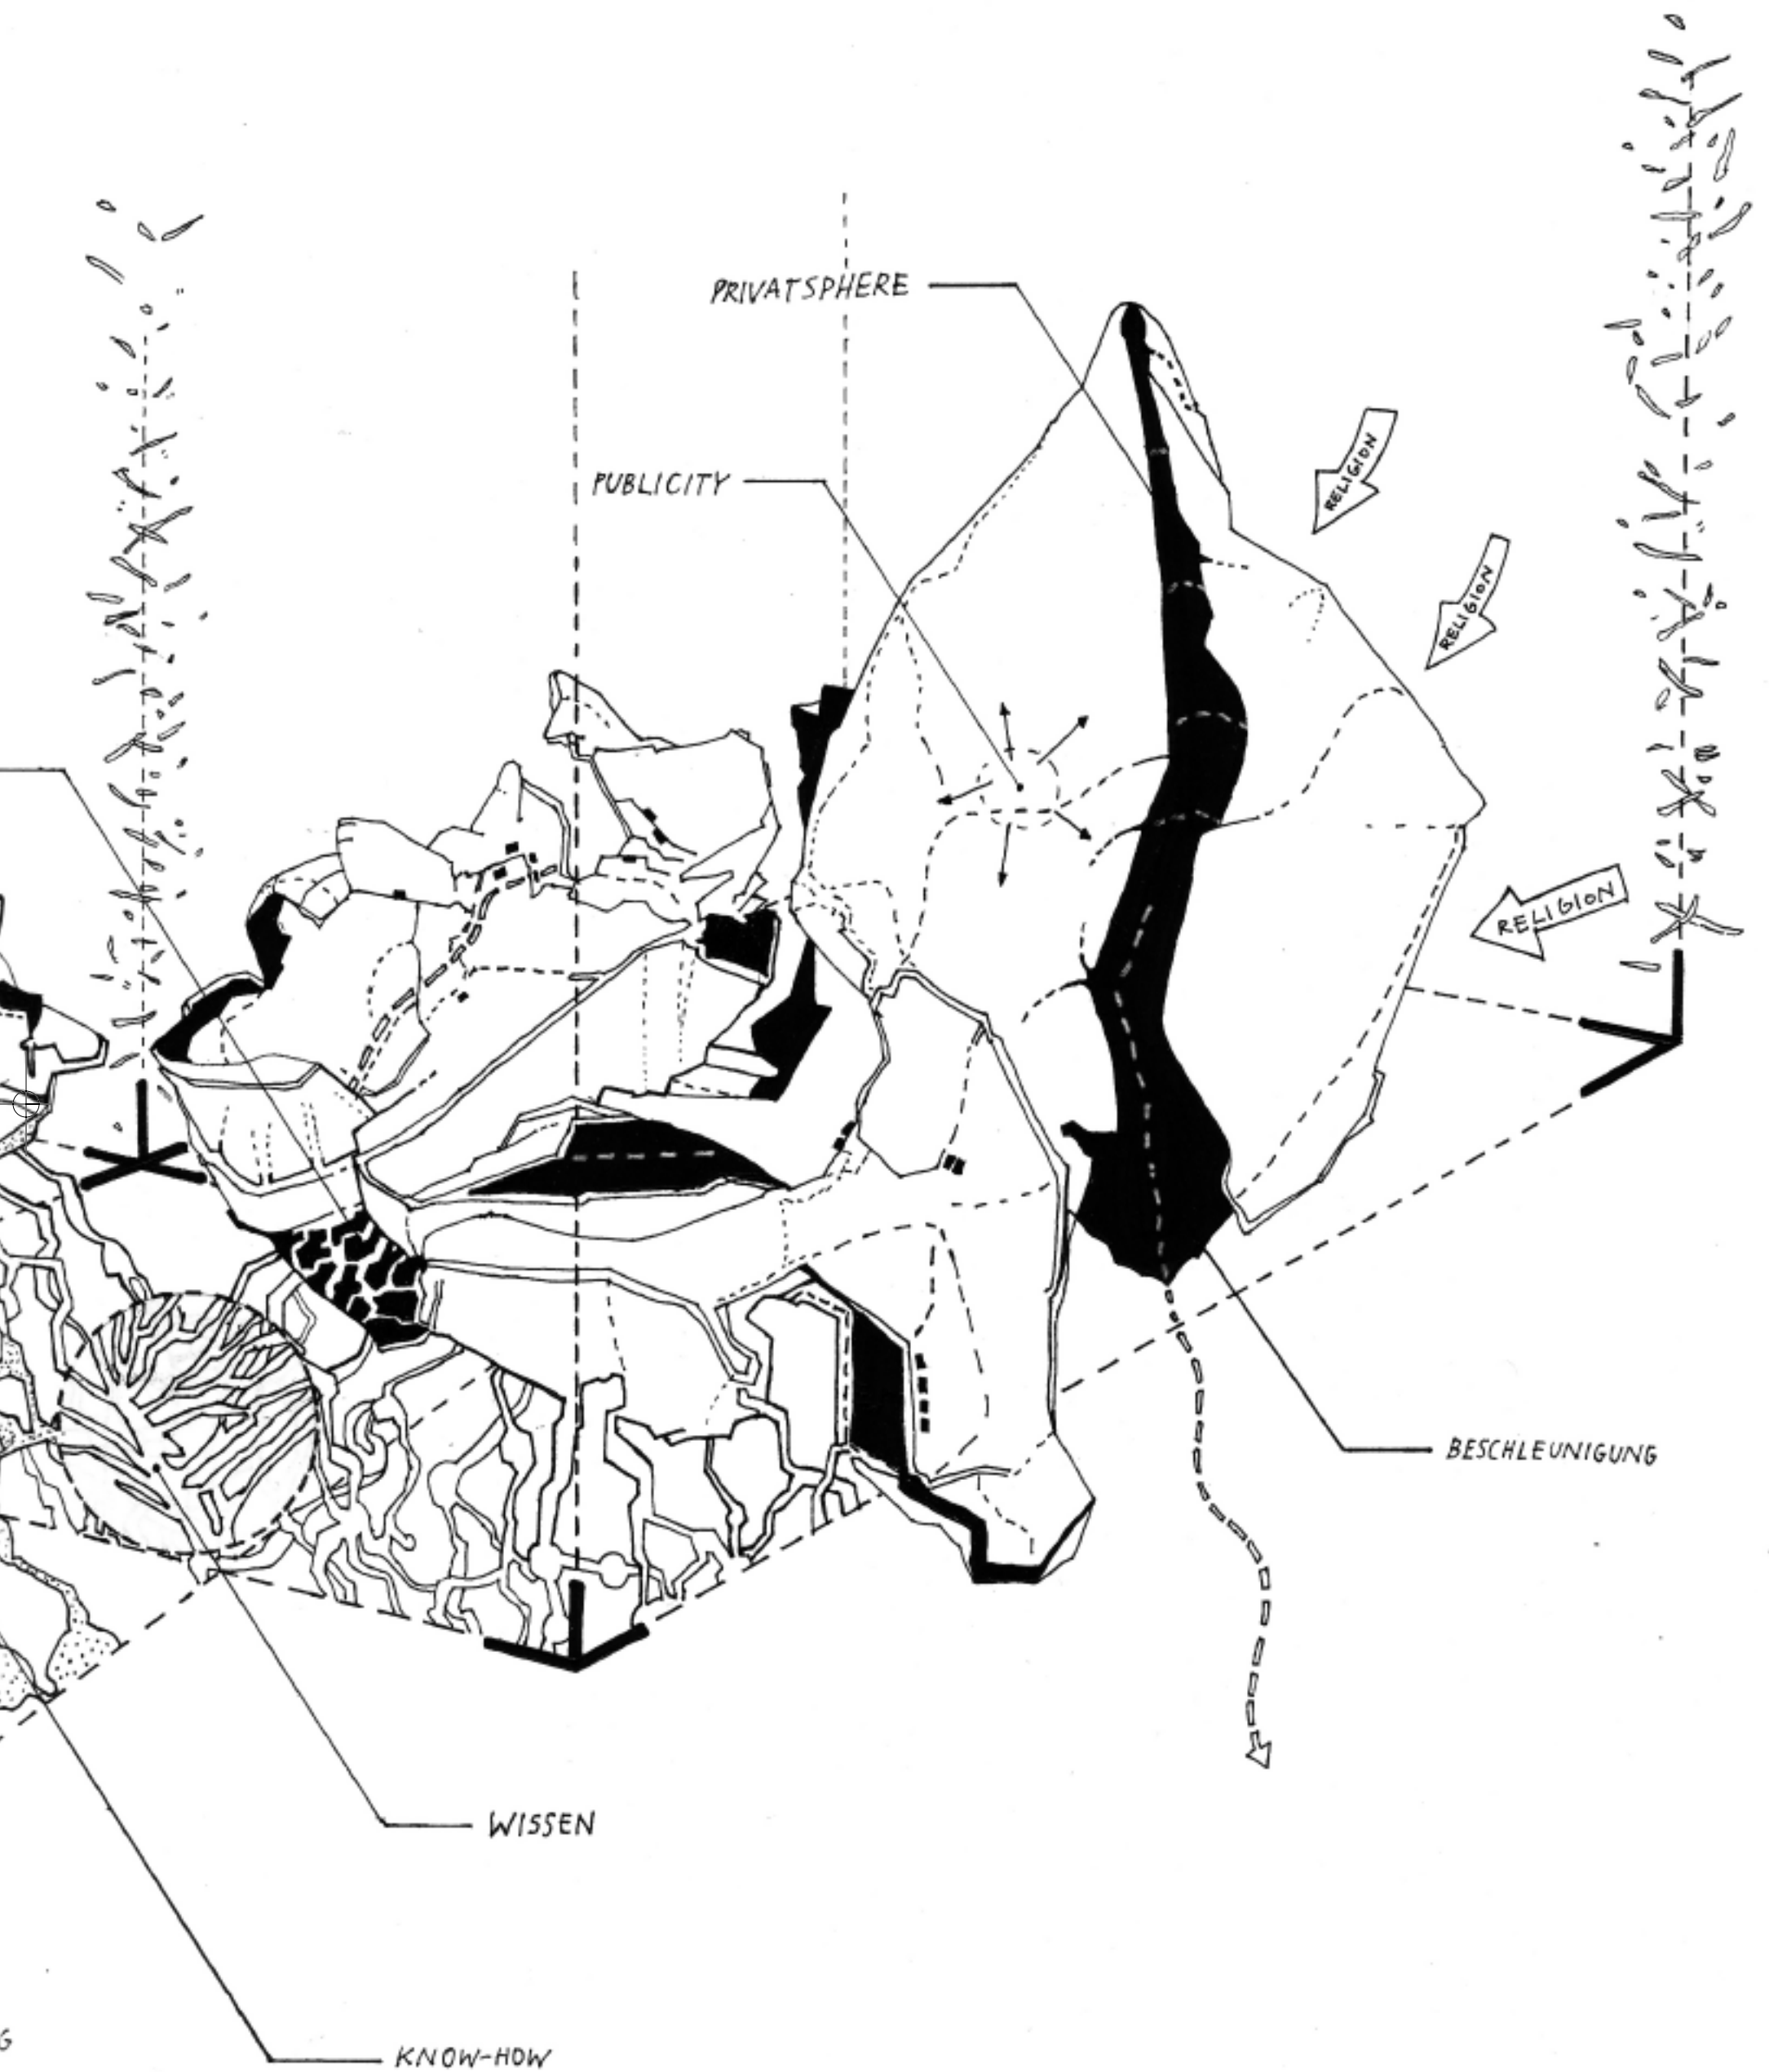 PRIVATSPHERE
PUBLICITY
RELIGION
RELIGION
RELIGION
BESCHLEUNIGUNG
WISSEN
KNOW-HOW
G